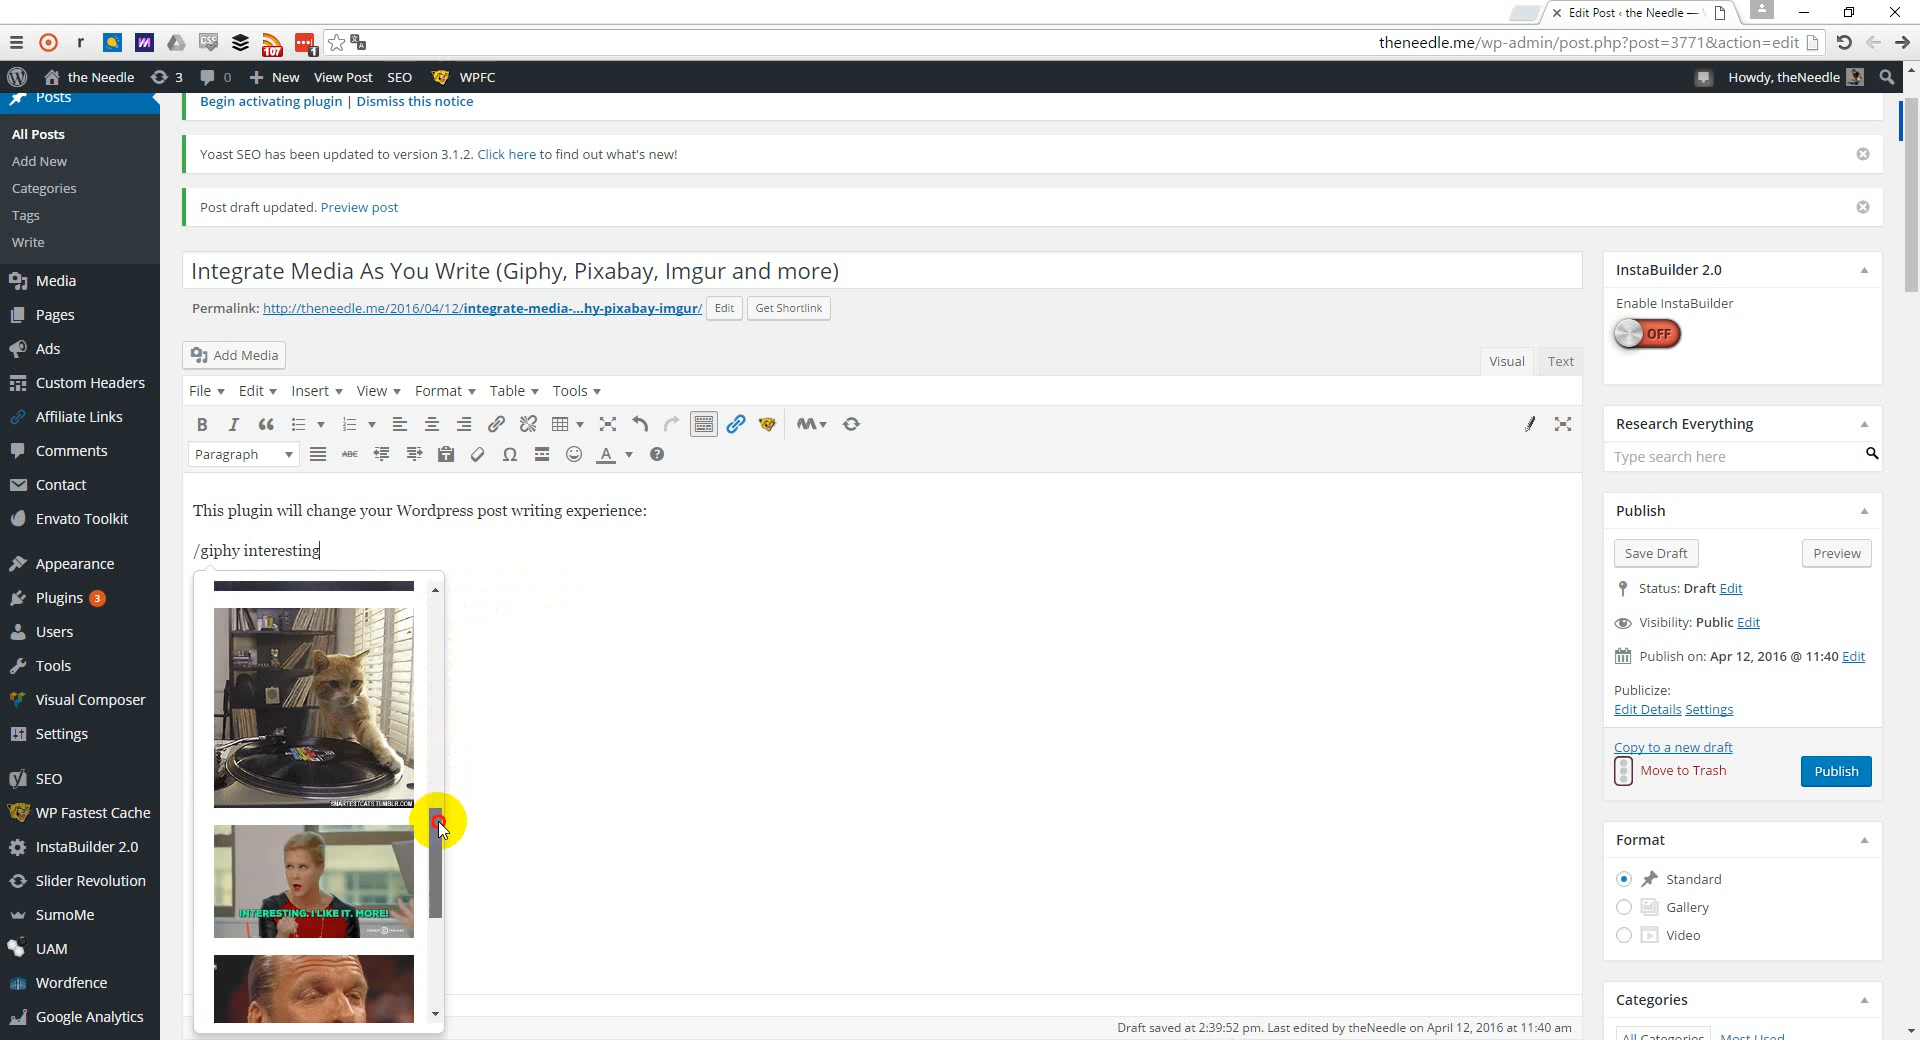 Edit Post ‹ the Needle —
r
107
1
theneedle.me/wp-admin/post.php?post=3771&action=edit
the Needle
3
0
New
View Post
SEO
WPFC
Howdy, theNeedle
Posts
All Posts
Add New
Categories
Tags
Write
Media
Pages
Ads
Custom Headers
Affiliate Links
Comments
Contact
Envato Toolkit
Appearance
Plugins 3
Users
Tools
Visual Composer
Settings
SEO
WP Fastest Cache
InstaBuilder 2.0
Slider Revolution
SumoMe
UAM
Wordfence
Google Analytics
Begin activating plugin | Dismiss this notice
Yoast SEO has been updated to version 3.1.2. Click here to find out what's new!
Post draft updated. Preview post
Integrate Media As You Write (Giphy, Pixabay, Imgur and more)
Permalink: http://theneedle.me/2016/04/12/integrate-media-...hy-pixabay-imgur/ Edit Get Shortlink
Add Media
Visual Text
File Edit Insert View Format Table Tools
B I
Paragraph ABC
This plugin will change your Wordpress post writing experience:
/giphy interesting
SMARTESTCATS.TUMBLR.COM
INTERESTING. I LIKE IT. MORE!
Draft saved at 2:39:52 pm. Last edited by theNeedle on April 12, 2016 at 11:40 am
InstaBuilder 2.0
Enable InstaBuilder
OFF
Research Everything
Type search here
Publish
Save Draft
Preview
Status: Draft Edit
Visibility: Public Edit
Publish on: Apr 12, 2016 @ 11:40 Edit
Publicize:
Edit Details Settings
Copy to a new draft
Move to Trash
Publish
Format
Standard
Gallery
Video
Categories
All Categories Most Used